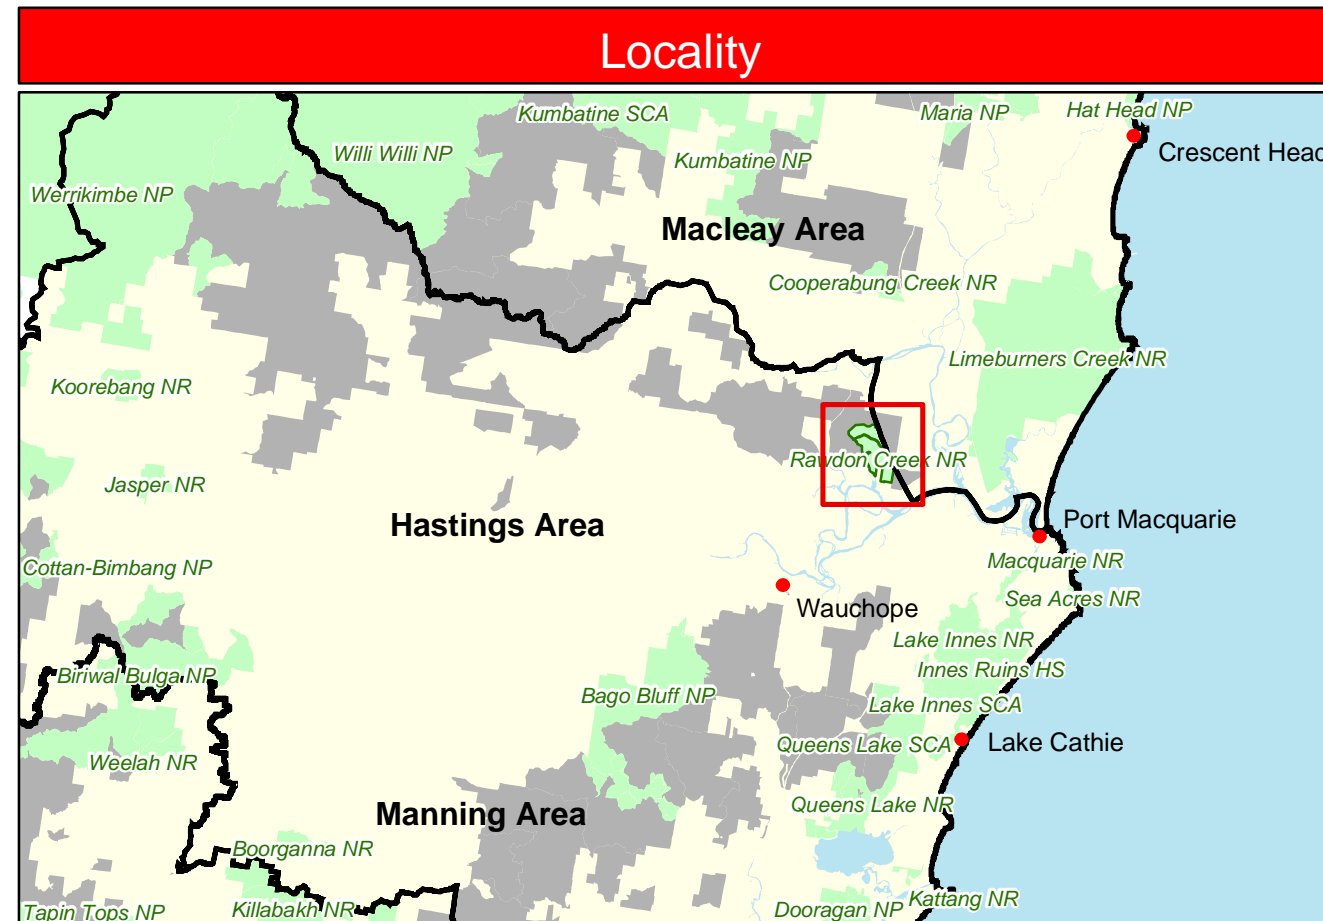 Locality
Kumbatine SCA
Maria NP
Hat Head NP
Willi Willi NP
Kumbatine NP
Crescent Head
Werrikimbe NP
Macleay Area
Cooperabung Creek NR
Limeburners Creek NR
Koorebang NR
Rawdon Creek NR
Jasper NR
Hastings Area
Port Macquarie
Cottan-Bimbang NP
Macquarie NR
Sea Acres NR
Wauchope
Lake Innes NR
Innes Ruins HS
Biriwal Bulga NP
Bago Bluff NP
Lake Innes SCA
Queens Lake SCA
Lake Cathie
Weelah NR
Queens Lake NR
Manning Area
Boorganna NR
Kattang NR
Tapin Tops NP
Killabakh NR
Dooragan NP